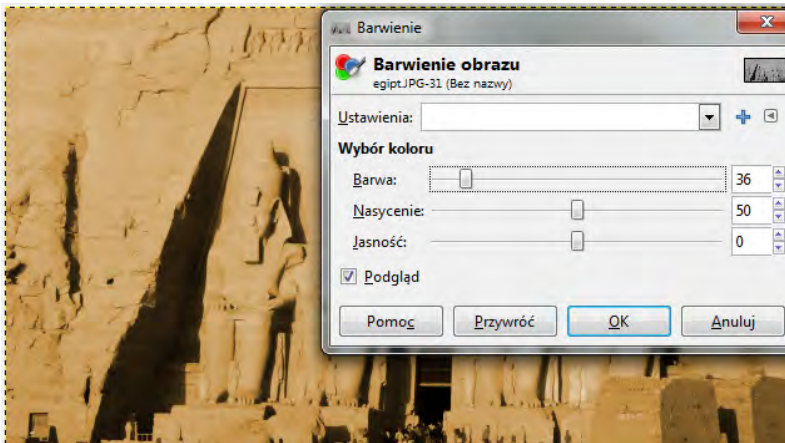 Barwienie
Barwienie obrazu
egipt.JPG-31 (Bez nazwy)
Ustawienia:
Wybór koloru
Barwa: 36
Nasycenie: 50
Jasność: 0
Podgląd
Pomoc Przywróć OK Anuluj